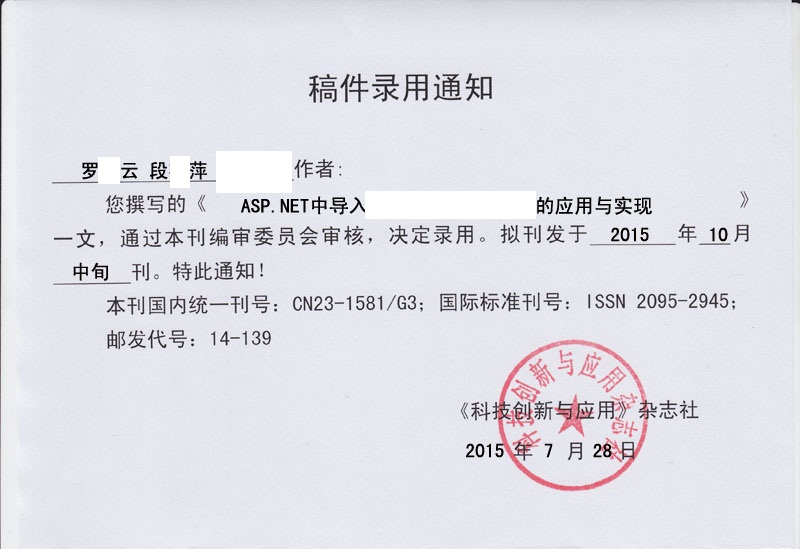 稿件录用通知
罗 云 段 萍 作者:
您撰写的《 ASP.NET中导入 的应用与实现 》
一文，通过本刊编审委员会审核，决定录用。拟刊发于 2015 年 10 月
中旬 刊。特此通知！
本刊国内统一刊号：CN23-1581/G3；国际标准刊号：ISSN 2095-2945；
邮发代号：14-139
《科技创新与应用》杂志社
2015 年 7 月 28 日
科技创新与应用杂志社